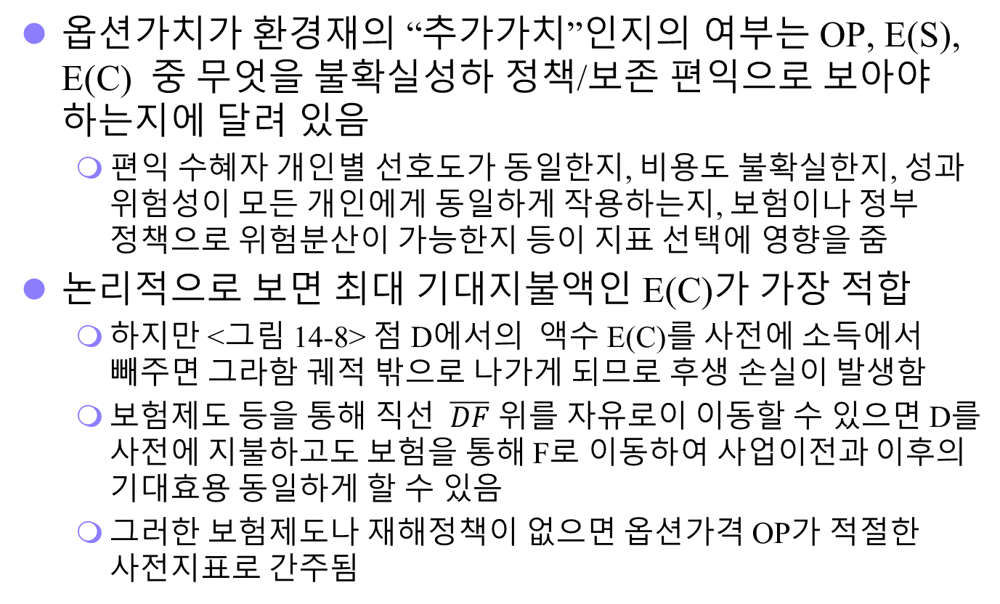 옵션가치가 환경재의 “추가가치”인지의 여부는 OP, E(S),
E(C) 중 무엇을 불확실성하 정책/보존 편익으로 보아야
하는지에 달려 있음
편익 수혜자 개인별 선호도가 동일한지, 비용도 불확실한지, 성과
위험성이 모든 개인에게 동일하게 작용하는지, 보험이나 정부
정책으로 위험분산이 가능한지 등이 지표 선택에 영향을 줌
논리적으로 보면 최대 기대지불액인 E(C)가 가장 적합
하지만 <그림 14-8> 점 D에서의 액수 E(C)를 사전에 소득에서
빼주면 그라함 궤적 밖으로 나가게 되므로 후생 손실이 발생함
보험제도 등을 통해 직선 D̅F̅ 위를 자유로이 이동할 수 있으면 D를
사전에 지불하고도 보험을 통해 F로 이동하여 사업이전과 이후의
기대효용 동일하게 할 수 있음
그러한 보험제도나 재해정책이 없으면 옵션가격 OP가 적절한
사전지표로 간주됨